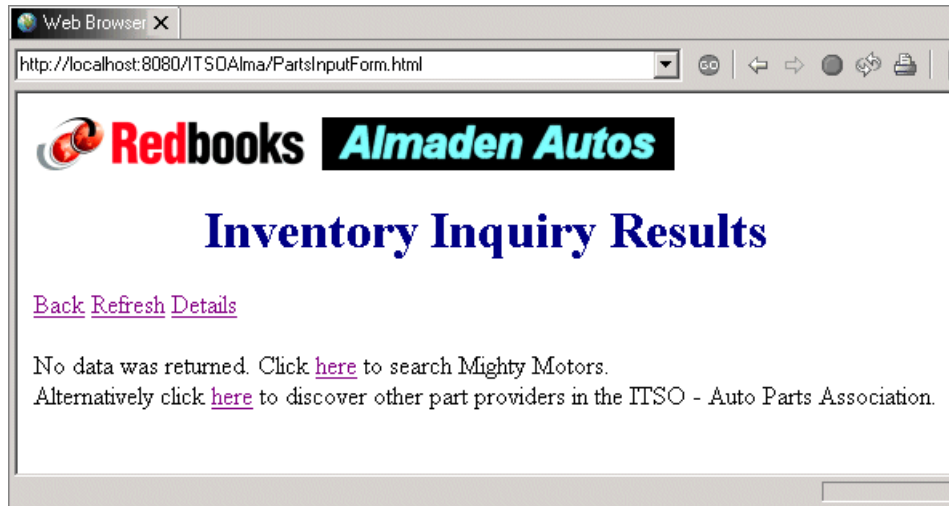 Web Browser
http://localhost:8080/ITSOAlma/PartsInputForm.html
GO
Redbooks Almaden Autos
Inventory Inquiry Results
Back Refresh Details
No data was returned. Click here to search Mighty Motors.
Alternatively click here to discover other part providers in the ITSO - Auto Parts Association.